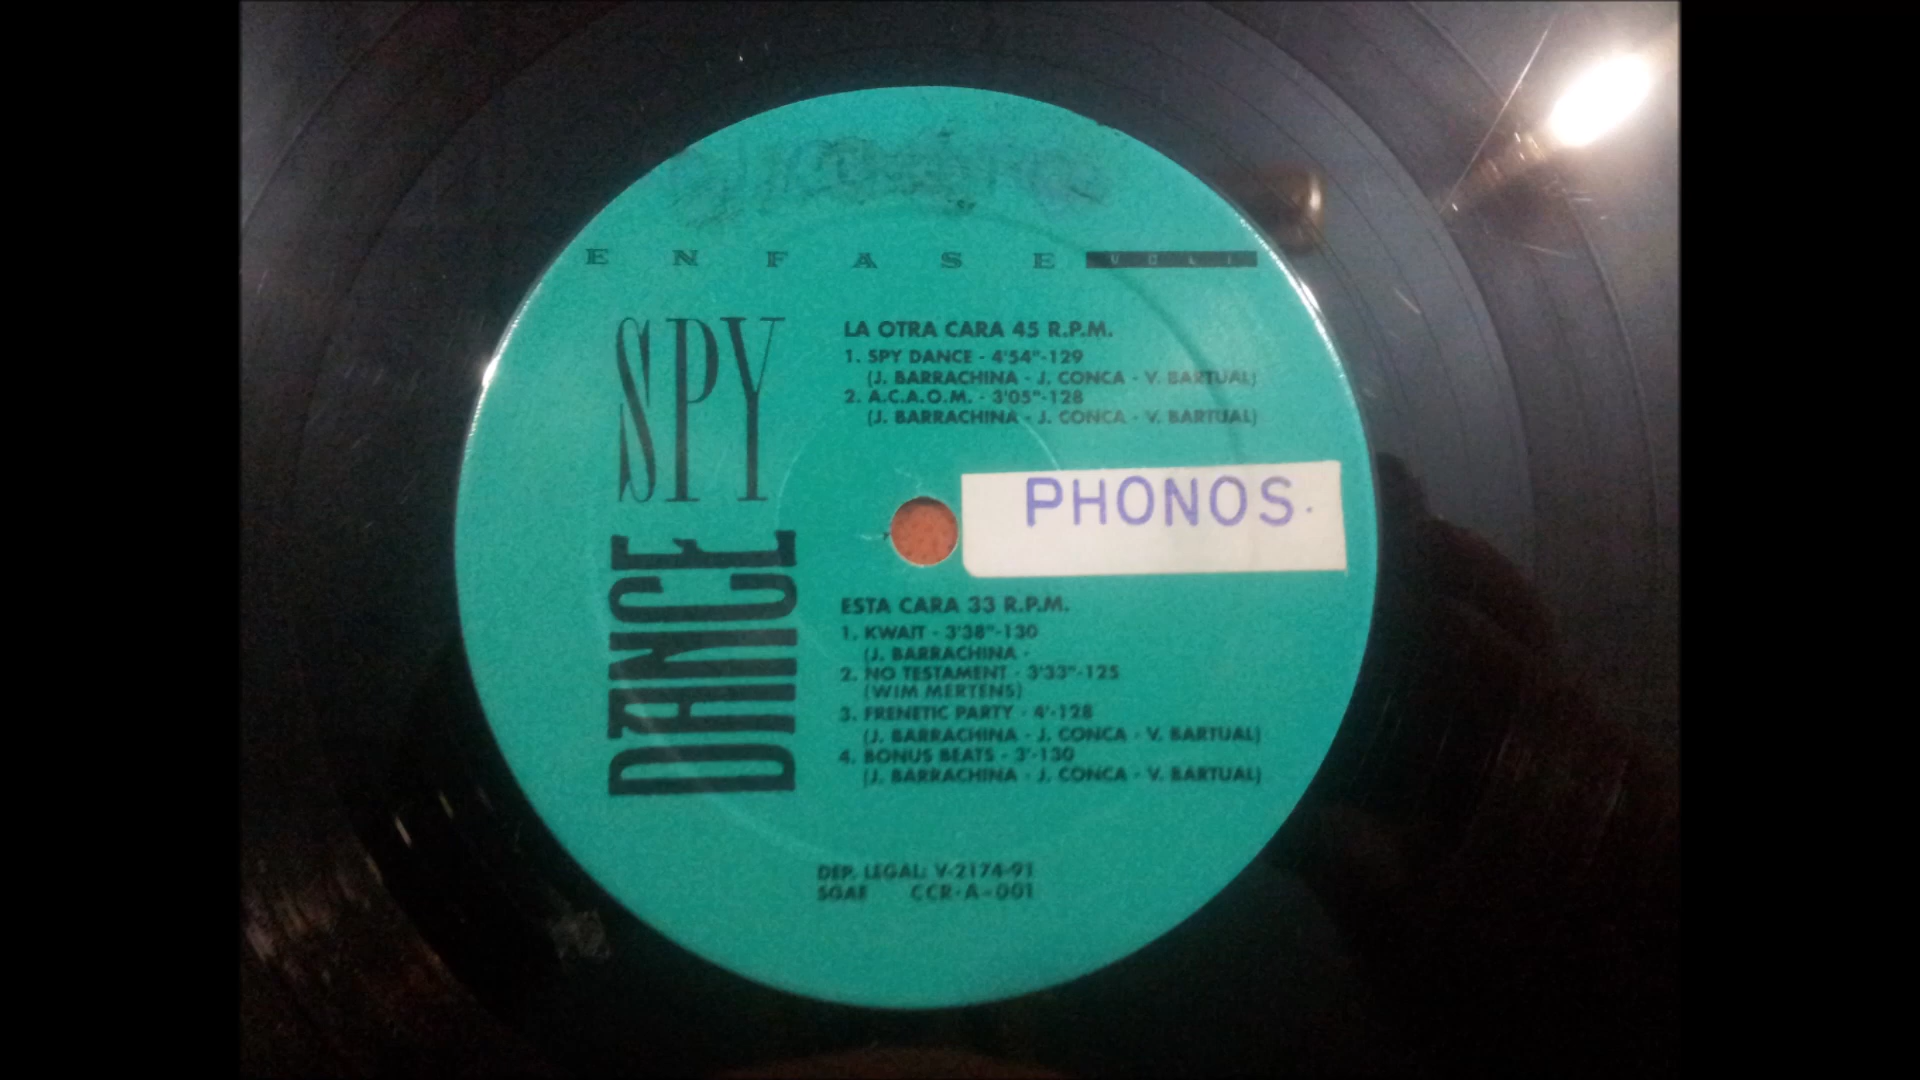 ENFASE VOL 1
SPY DANCE
LA OTRA CARA 45 R.P.M.
1. SPY DANCE - 4'54"-129
(J. BARRACHINA - J. CONCA - V. BARTUAL)
2. A.C.A.O.M. - 3'05"-128
(J. BARRACHINA - J. CONCA - V. BARTUAL)
PHONOS.
ESTA CARA 33 R.P.M.
1. KWAIT - 3'38"-130
(J. BARRACHINA -
2. NO TESTAMENT - 3'33"-125
(WIM MERTENS)
3. FRENETIC PARTY - 4'-128
(J. BARRACHINA - J. CONCA - V. BARTUAL)
4. BONUS BEATS - 3'-130
(J. BARRACHINA - J. CONCA - V. BARTUAL)
DEP. LEGAL: V-2174-91
SGAE CCR-A-001